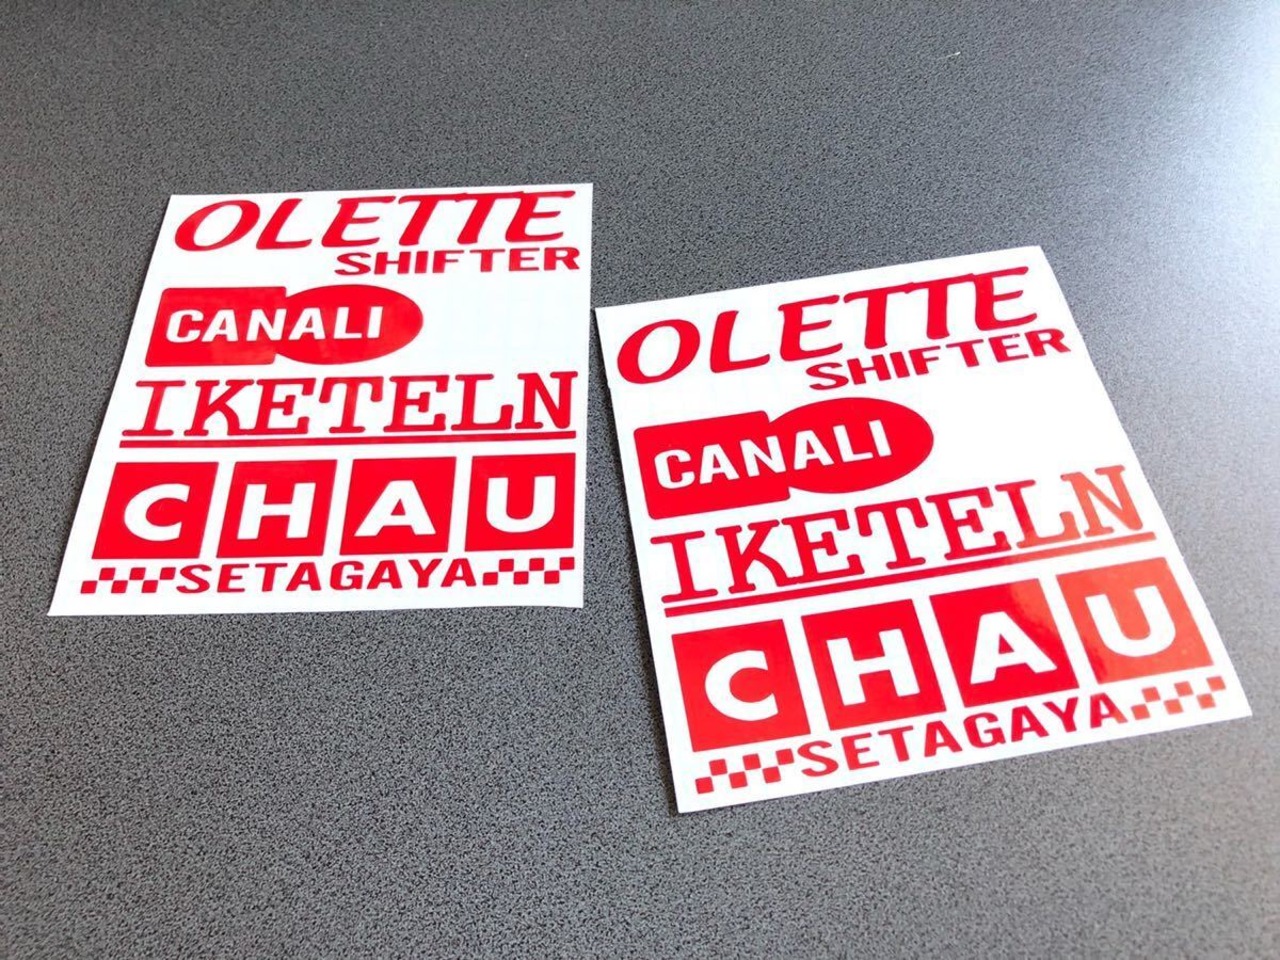 OLETTE
SHIFTER
CANALI
IKETELN
CHAU
SETAGAYA
OLETTE
SHIFTER
CANALI
IKETELN
CHAU
SETAGAYA